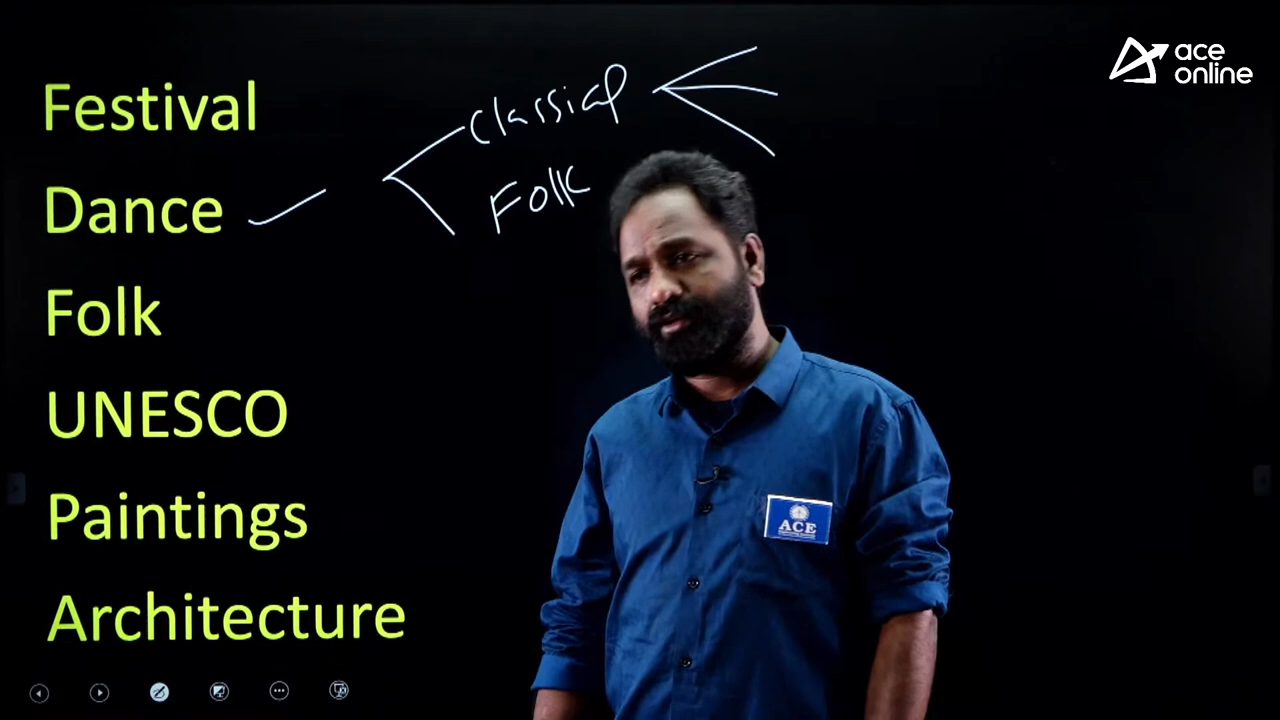 ace
online
Festival
Classical
Dance
Folk
Folk
UNESCO
Paintings
ACE
Architecture